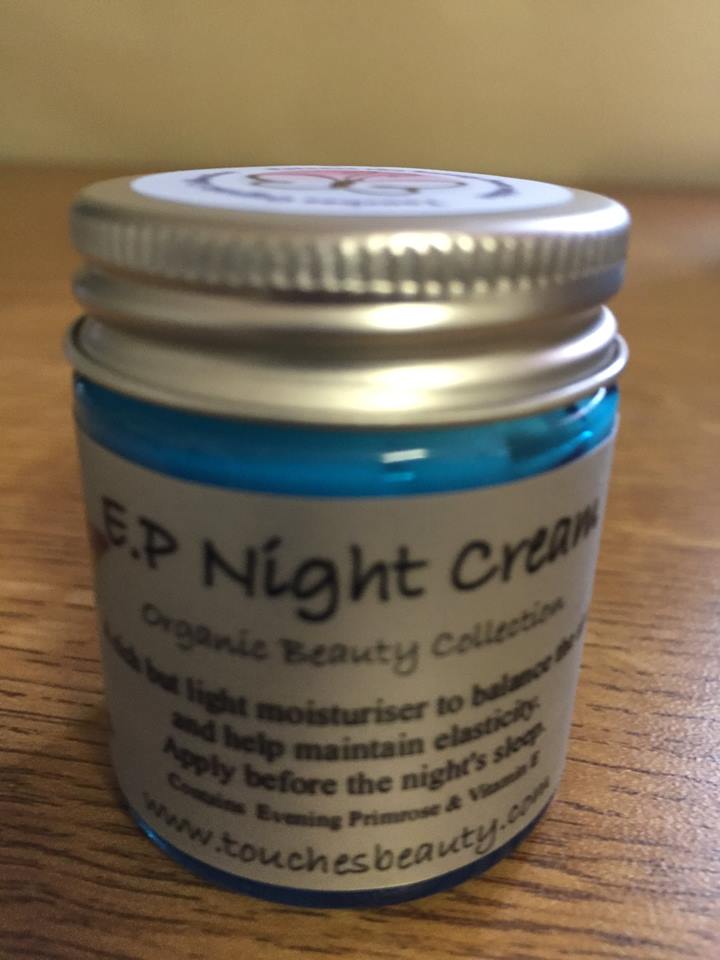 E.P Night Cream
Organic Beauty Collection
rich but light moisturiser to balance the
and help maintain elasticity.
Apply before the night's sleep.
Contains Evening Primrose & Vitamin E
www.touchesbeauty.com